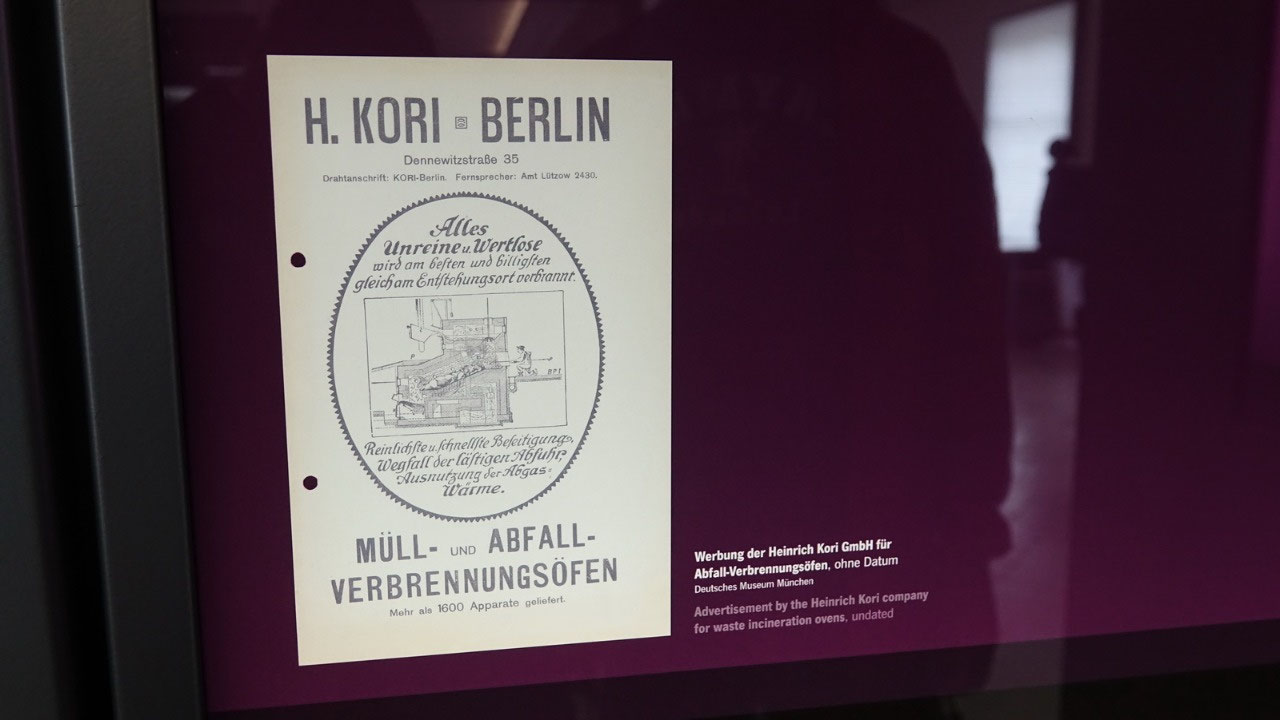 H. KORI BERLIN
Dennewitzstraße 35
Drahtanschrift: KORI-Berlin. Fernsprecher: Amt Lützow 2430.
Alles
Unreine u. Wertlose
wird am beſten und billigſten
gleich am Entſtehungsort verbrannt.
Reinlichſte u. ſchnellſte Beſeitigung,
Wegfall der läſtigen Abfuhr,
Ausnutzung der Abgas-
Wärme.
MÜLL- UND ABFALL-
VERBRENNUNGSÖFEN
Mehr als 1600 Apparate geliefert.
Werbung der Heinrich Kori GmbH für
Abfall-Verbrennungsöfen, ohne Datum
Deutsches Museum München
Advertisement by the Heinrich Kori company
for waste incineration ovens, undated